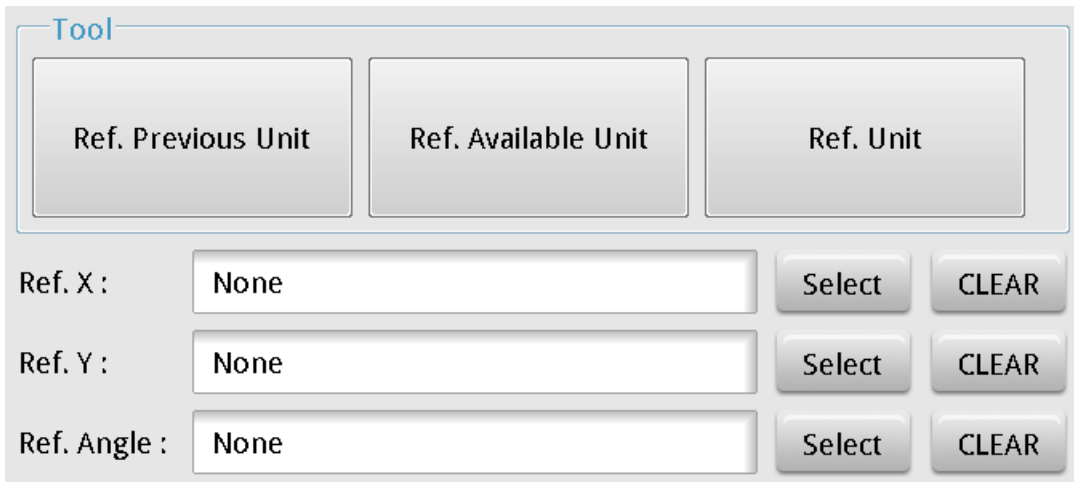 Tool
Ref. Previous Unit Ref. Available Unit Ref. Unit
Ref. X : None Select CLEAR
Ref. Y : None Select CLEAR
Ref. Angle : None Select CLEAR